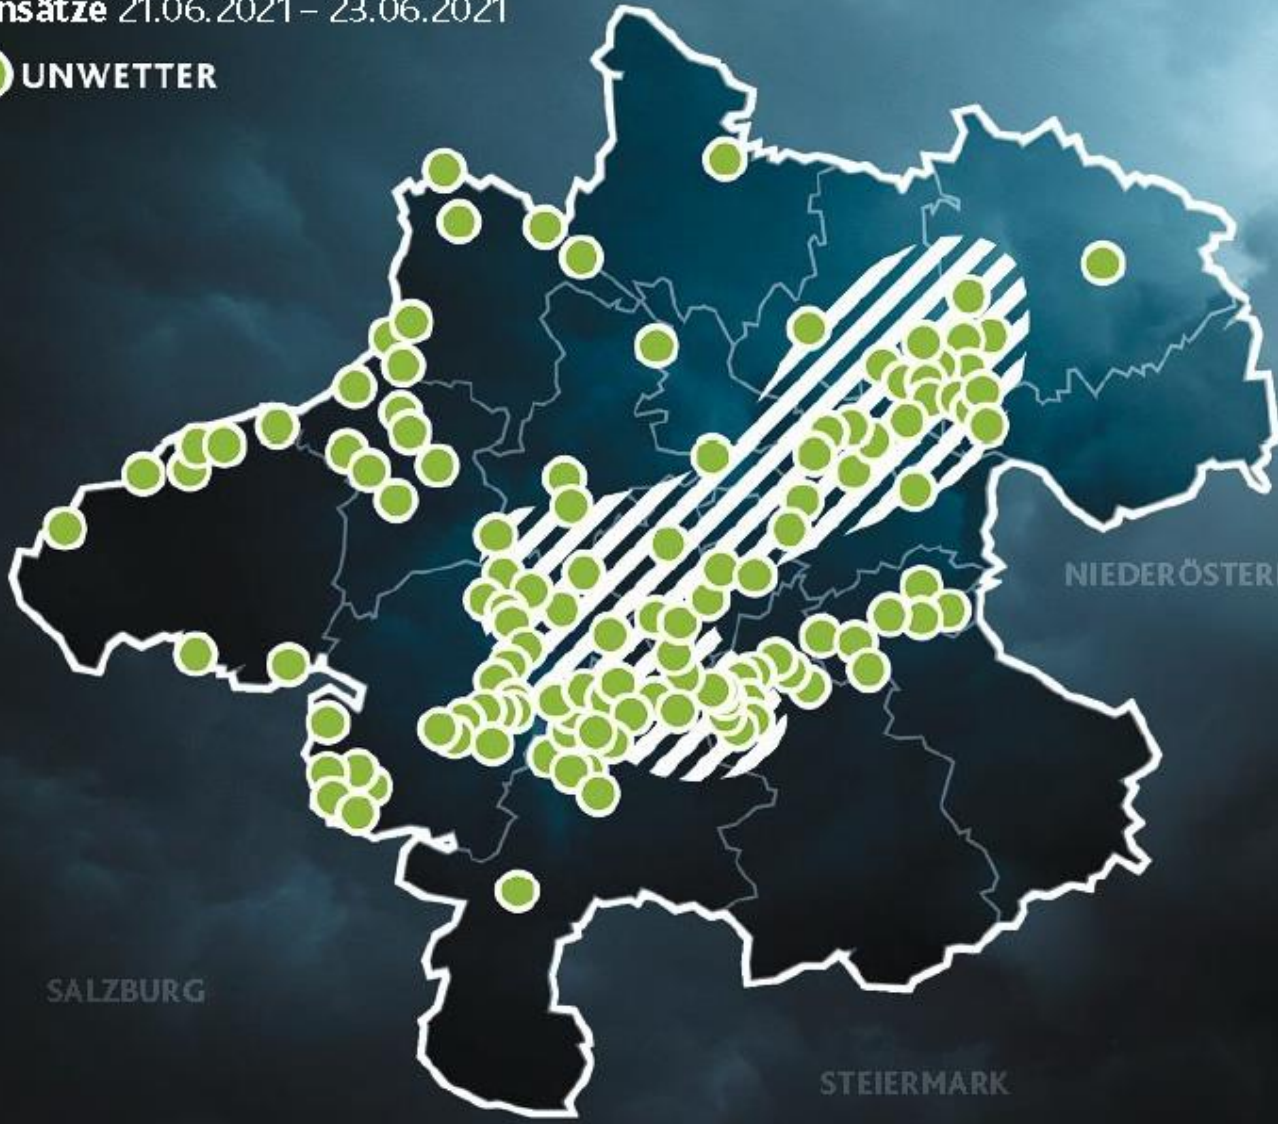 nsätze 21.06.2021 – 23.06.2021
UNWETTER
NIEDERÖSTER
SALZBURG
STEIERMARK